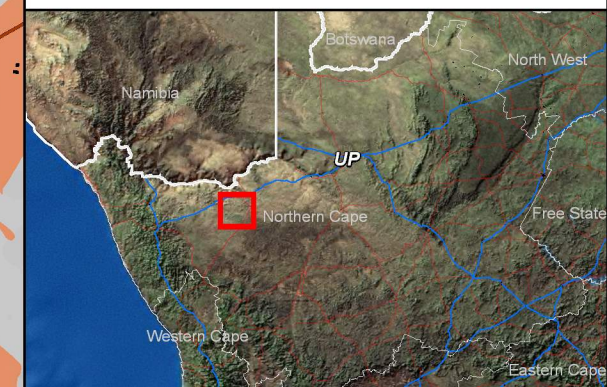 Botswana
North West
Namibia
UP
Northern Cape
Free State
Western Cape
Eastern Cape